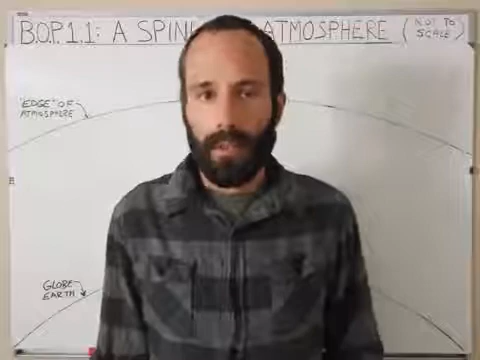 B.O.P. 1.1: A SPIN ATMOSPHERE (NOT TO
SCALE)
"EDGE" OF
ATMOSPHERE
GLOBE
EARTH